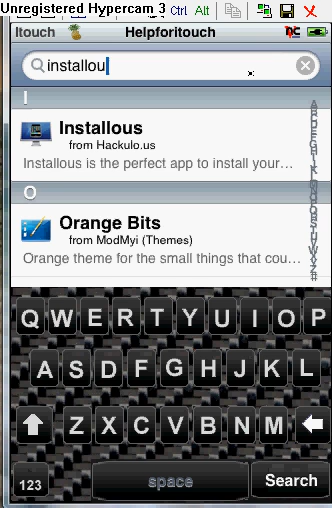 Unregistered Hypercam 3
Ctrl Alt
Itouch Helpforitouch
installou
I
Installous
from Hackulo.us
Installous is the perfect app to install your…
O
Orange Bits
from ModMyi (Themes)
Orange theme for the small things that cou…
Q W E R T Y U I O P
A S D F G H J K L
Z X C V B N M
123 space Search